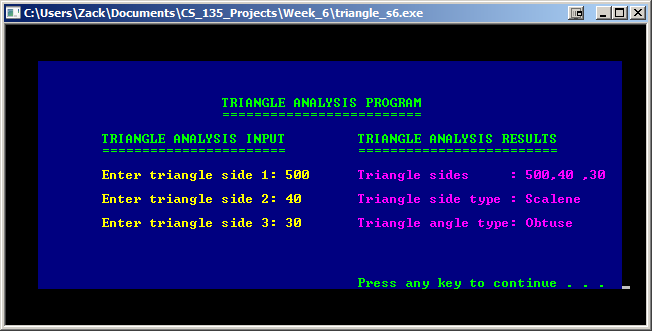 C:\Users\Zack\Documents\CS_135_Projects\Week_6\triangle_s6.exe
TRIANGLE ANALYSIS PROGRAM
=========================
TRIANGLE ANALYSIS INPUT TRIANGLE ANALYSIS RESULTS
======================= =========================
Enter triangle side 1: 500 Triangle sides : 500,40 ,30
Enter triangle side 2: 40 Triangle side type : Scalene
Enter triangle side 3: 30 Triangle angle type: Obtuse
Press any key to continue . . .